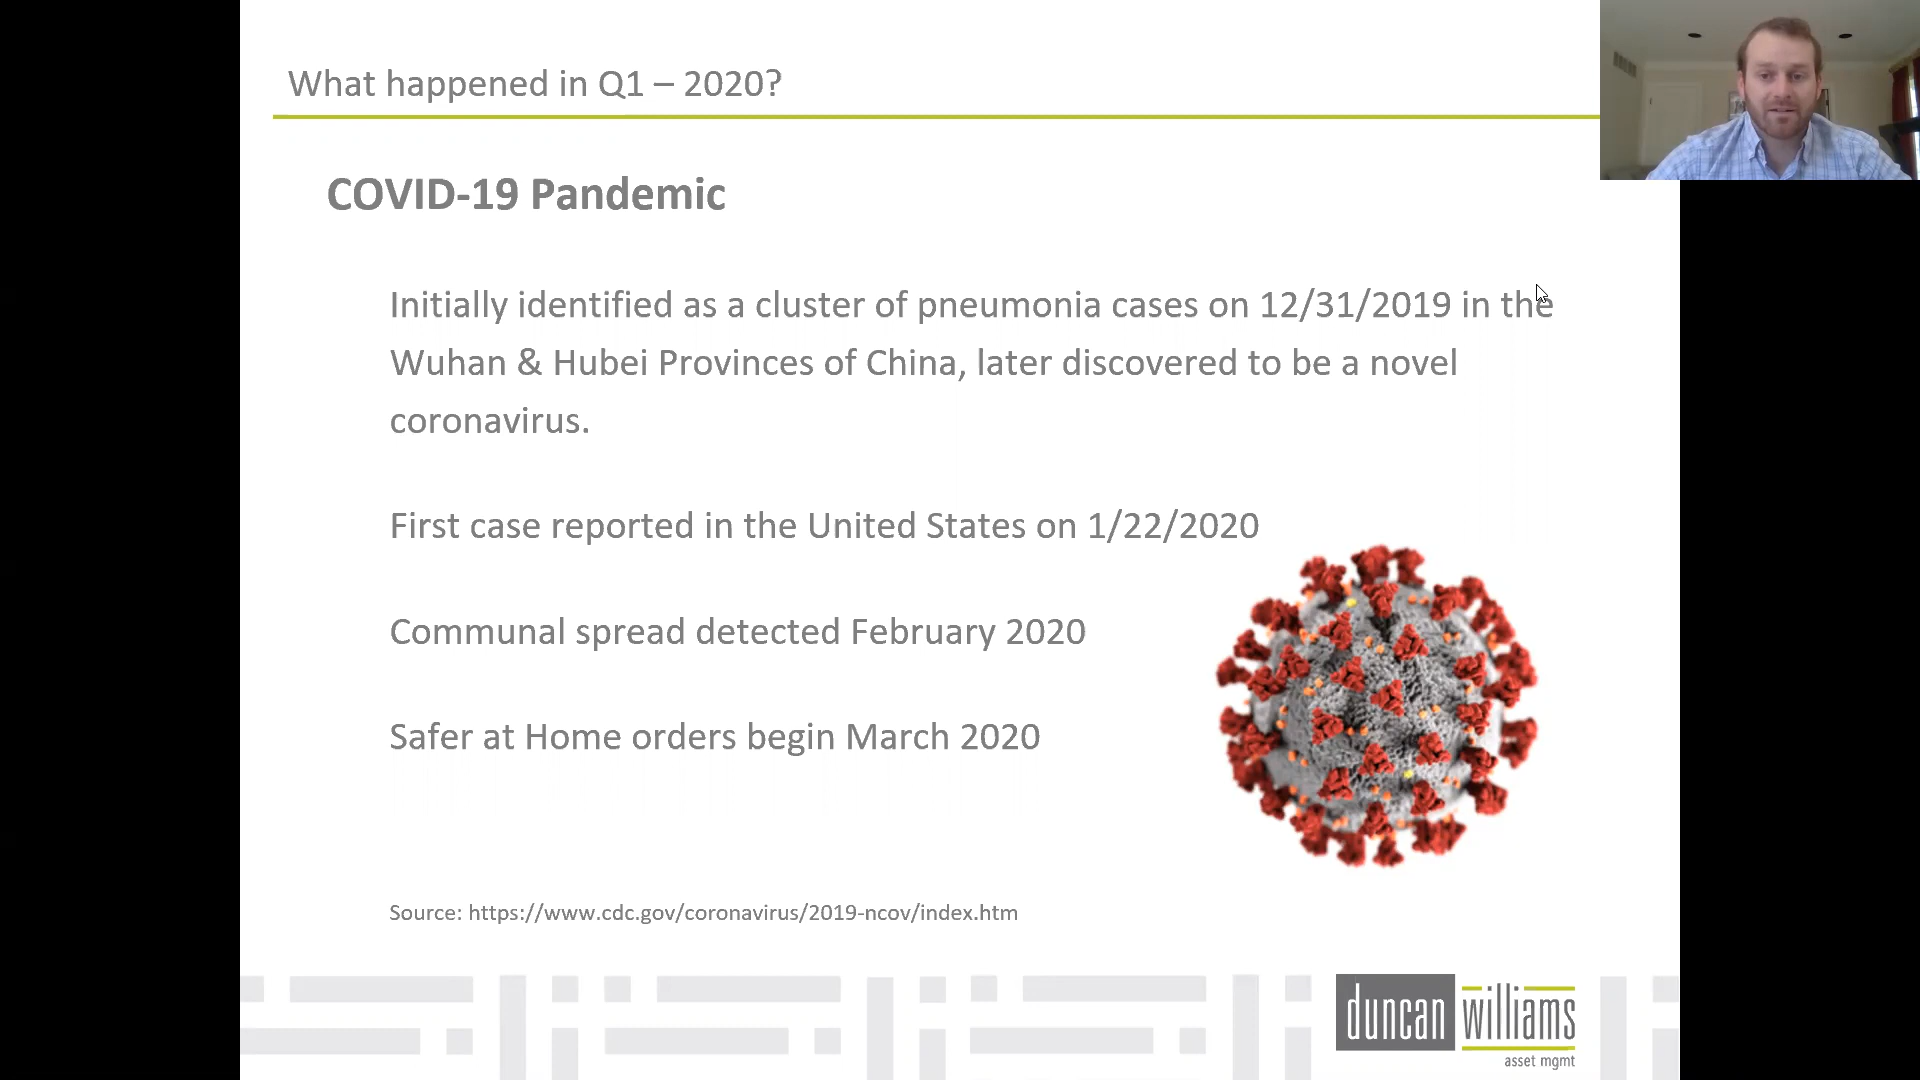 What happened in Q1 – 2020?
COVID-19 Pandemic
Initially identified as a cluster of pneumonia cases on 12/31/2019 in the
Wuhan & Hubei Provinces of China, later discovered to be a novel
coronavirus.
First case reported in the United States on 1/22/2020
Communal spread detected February 2020
Safer at Home orders begin March 2020
Source: https://www.cdc.gov/coronavirus/2019-ncov/index.htm
duncan williams
asset mgmt